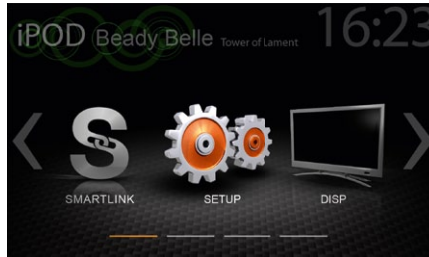 iPOD Beady Belle Tower of Lament 16:23
SMARTLINK SETUP DISP